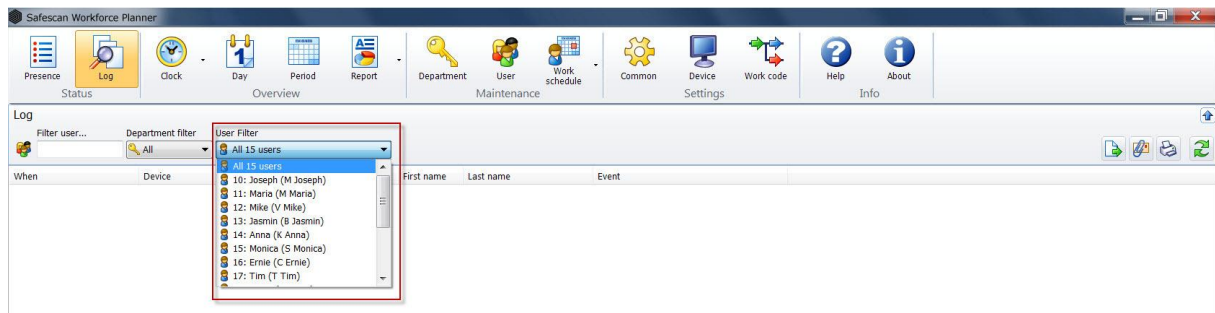 Safescan Workforce Planner
Presence Log Clock Day Period Report Department User Work schedule Common Device Work code Help About
Status Overview Maintenance Settings Info
Log
Filter user... Department filter User Filter
All All 15 users
When Device First name Last name Event
All 15 users
10: Joseph (M Joseph)
11: Maria (M Maria)
12: Mike (V Mike)
13: Jasmin (B Jasmin)
14: Anna (K Anna)
15: Monica (S Monica)
16: Ernie (C Ernie)
17: Tim (T Tim)